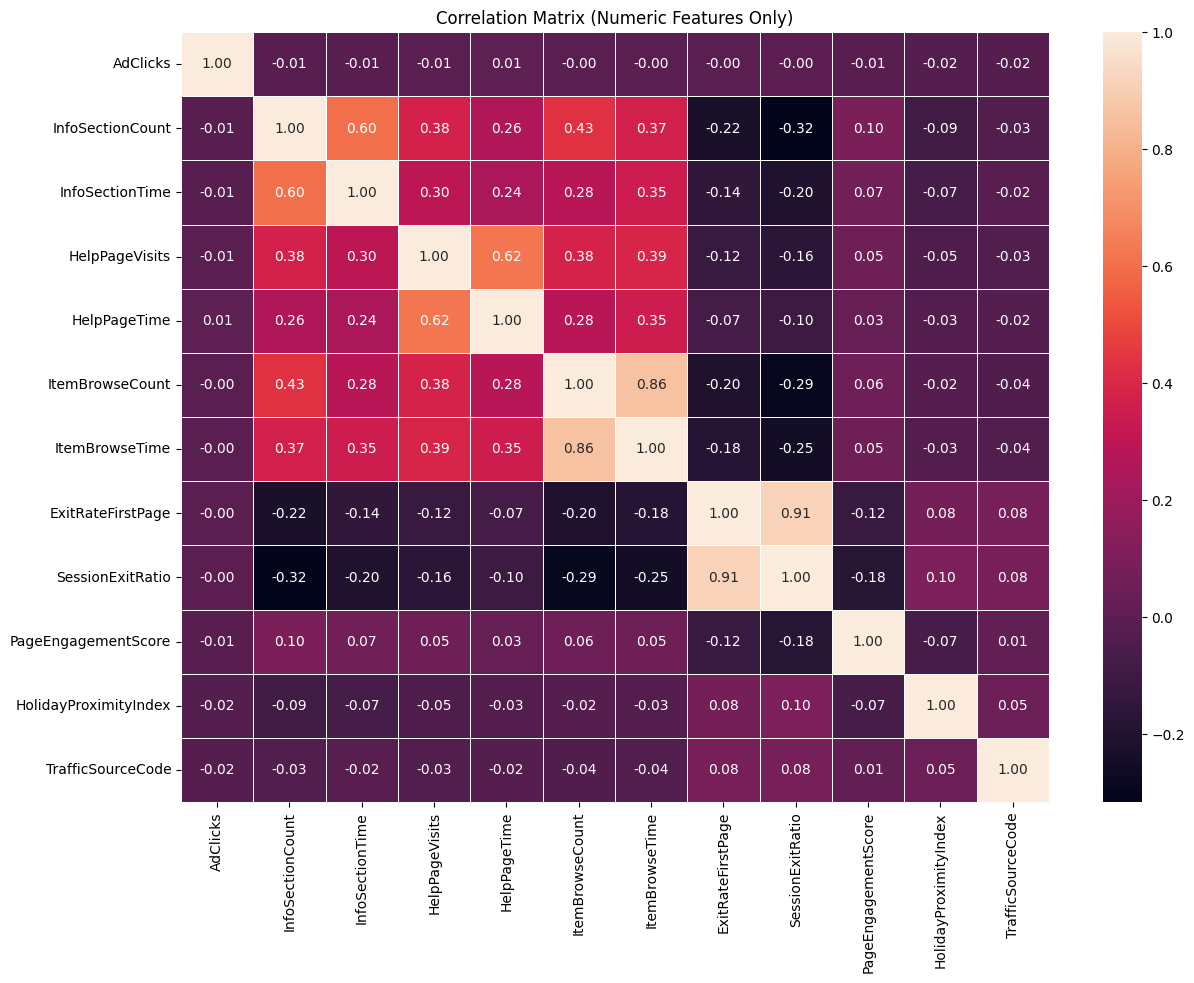 Correlation Matrix (Numeric Features Only)
AdClicks 1.00 -0.01 -0.01 -0.01 0.01 -0.00 -0.00 -0.00 -0.00 -0.01 -0.02 -0.02
InfoSectionCount -0.01 1.00 0.60 0.38 0.26 0.43 0.37 -0.22 -0.32 0.10 -0.09 -0.03
InfoSectionTime -0.01 0.60 1.00 0.30 0.24 0.28 0.35 -0.14 -0.20 0.07 -0.07 -0.02
HelpPageVisits -0.01 0.38 0.30 1.00 0.62 0.38 0.39 -0.12 -0.16 0.05 -0.05 -0.03
HelpPageTime 0.01 0.26 0.24 0.62 1.00 0.28 0.35 -0.07 -0.10 0.03 -0.03 -0.02
ItemBrowseCount -0.00 0.43 0.28 0.38 0.28 1.00 0.86 -0.20 -0.29 0.06 -0.02 -0.04
ItemBrowseTime -0.00 0.37 0.35 0.39 0.35 0.86 1.00 -0.18 -0.25 0.05 -0.03 -0.04
ExitRateFirstPage -0.00 -0.22 -0.14 -0.12 -0.07 -0.20 -0.18 1.00 0.91 -0.12 0.08 0.08
SessionExitRatio -0.00 -0.32 -0.20 -0.16 -0.10 -0.29 -0.25 0.91 1.00 -0.18 0.10 0.08
PageEngagementScore -0.01 0.10 0.07 0.05 0.03 0.06 0.05 -0.12 -0.18 1.00 -0.07 0.01
HolidayProximityIndex -0.02 -0.09 -0.07 -0.05 -0.03 -0.02 -0.03 0.08 0.10 -0.07 1.00 0.05
TrafficSourceCode -0.02 -0.03 -0.02 -0.03 -0.02 -0.04 -0.04 0.08 0.08 0.01 0.05 1.00
AdClicks
InfoSectionCount
InfoSectionTime
HelpPageVisits
HelpPageTime
ItemBrowseCount
ItemBrowseTime
ExitRateFirstPage
SessionExitRatio
PageEngagementScore
HolidayProximityIndex
TrafficSourceCode
1.0
0.8
0.6
0.4
0.2
0.0
−0.2